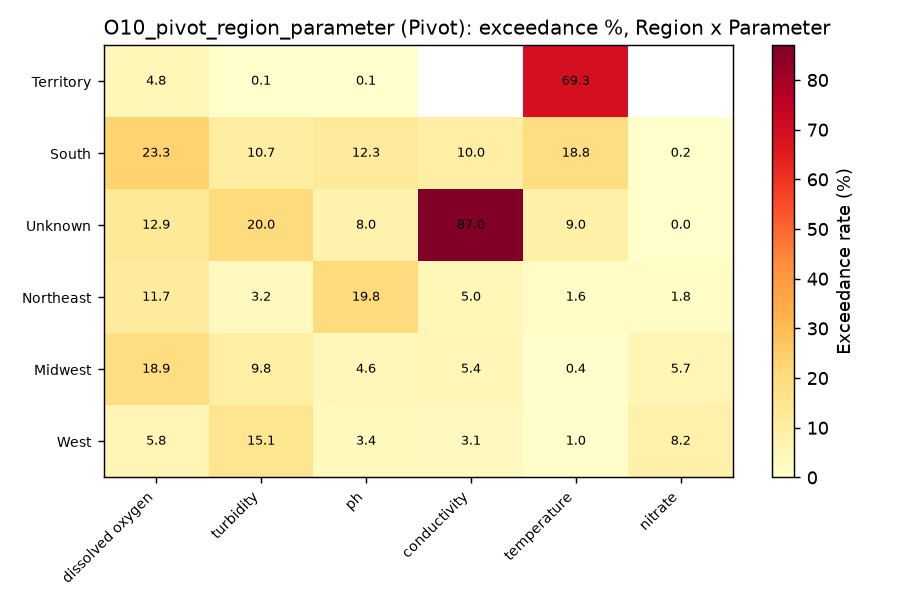 O10_pivot_region_parameter (Pivot): exceedance %, Region x Parameter
Territory 4.8 0.1 0.1 69.3
South 23.3 10.7 12.3 10.0 18.8 0.2
Unknown 12.9 20.0 8.0 87.0 9.0 0.0
Northeast 11.7 3.2 19.8 5.0 1.6 1.8
Midwest 18.9 9.8 4.6 5.4 0.4 5.7
West 5.8 15.1 3.4 3.1 1.0 8.2
dissolved oxygen turbidity ph conductivity temperature nitrate
80
70
60
50
40
30
20
10
0
Exceedance rate (%)